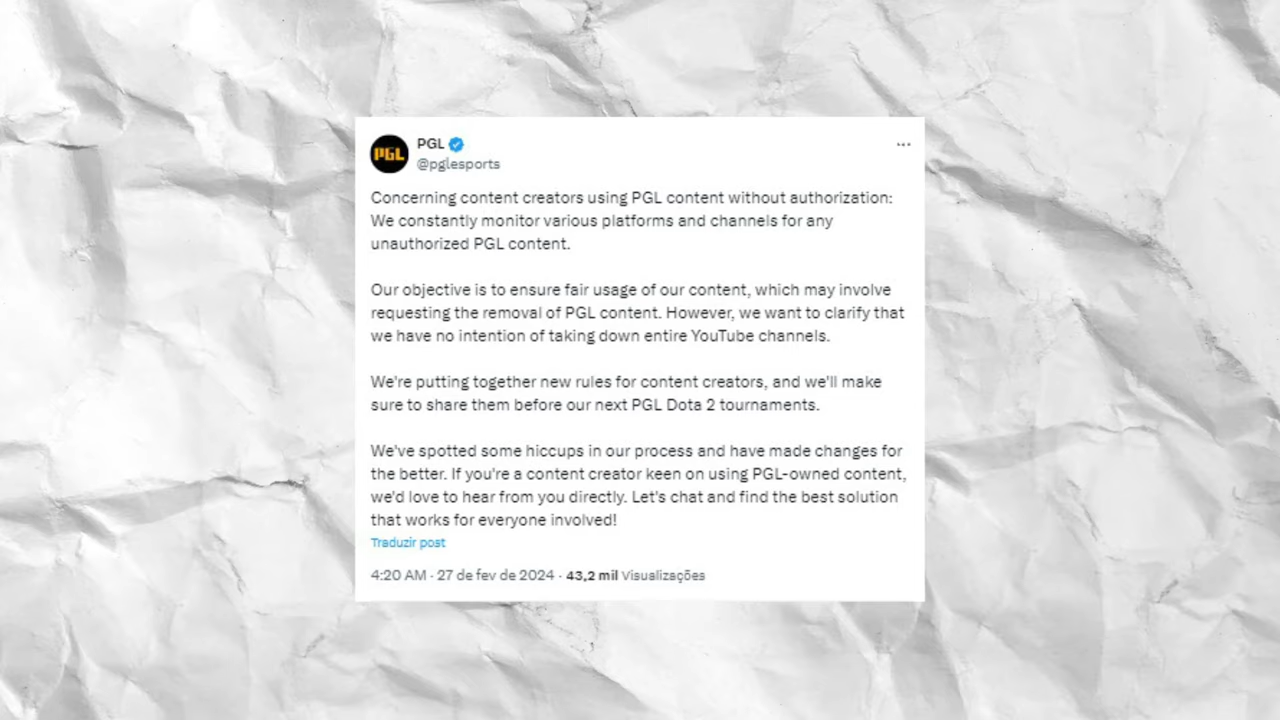 PGL
PGL
@pglesports
Concerning content creators using PGL content without authorization:
We constantly monitor various platforms and channels for any
unauthorized PGL content.
Our objective is to ensure fair usage of our content, which may involve
requesting the removal of PGL content. However, we want to clarify that
we have no intention of taking down entire YouTube channels.
We're putting together new rules for content creators, and we'll make
sure to share them before our next PGL Dota 2 tournaments.
We've spotted some hiccups in our process and have made changes for
the better. If you're a content creator keen on using PGL-owned content,
we'd love to hear from you directly. Let's chat and find the best solution
that works for everyone involved!
Traduzir post
4:20 AM · 27 de fev de 2024 · 43,2 mil Visualizações